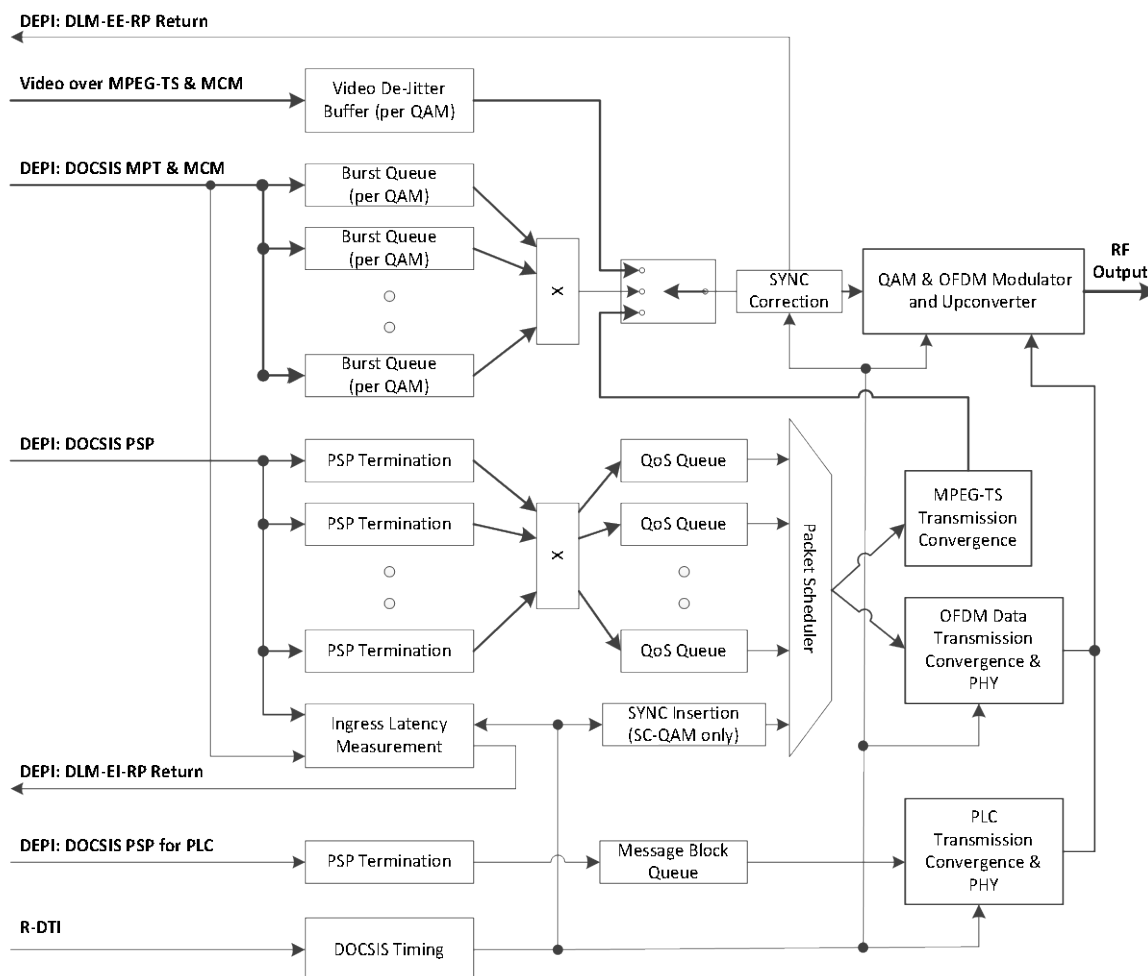 DEPI: DLM-EE-RP Return
Video over MPEG-TS & MCM
Video De-Jitter
Buffer (per QAM)
DEPI: DOCSIS MPT & MCM
Burst Queue
(per QAM)
Burst Queue
(per QAM)
Burst Queue
(per QAM)
X
SYNC
Correction
QAM & OFDM Modulator
and Upconverter
RF
Output
DEPI: DOCSIS PSP
PSP Termination
PSP Termination
PSP Termination
X
QoS Queue
QoS Queue
QoS Queue
Packet Scheduler
MPEG-TS
Transmission
Convergence
OFDM Data
Transmission
Convergence &
PHY
Ingress Latency
Measurement
SYNC Insertion
(SC-QAM only)
DEPI: DLM-EI-RP Return
DEPI: DOCSIS PSP for PLC
PSP Termination
Message Block
Queue
PLC
Transmission
Convergence &
PHY
R-DTI
DOCSIS Timing